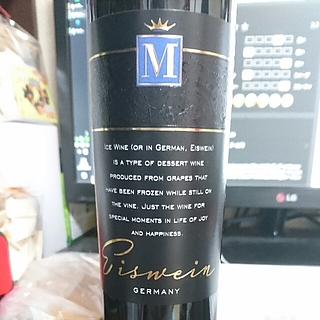 M
ICE WINE (OR IN GERMAN, EISWEIN)
IS A TYPE OF DESSERT WINE
PRODUCED FROM GRAPES THAT
HAVE BEEN FROZEN WHILE STILL ON
THE VINE. JUST THE WINE FOR
SPECIAL MOMENTS IN LIFE OF JOY
AND HAPPINESS.
Eiswein
GERMANY
LG